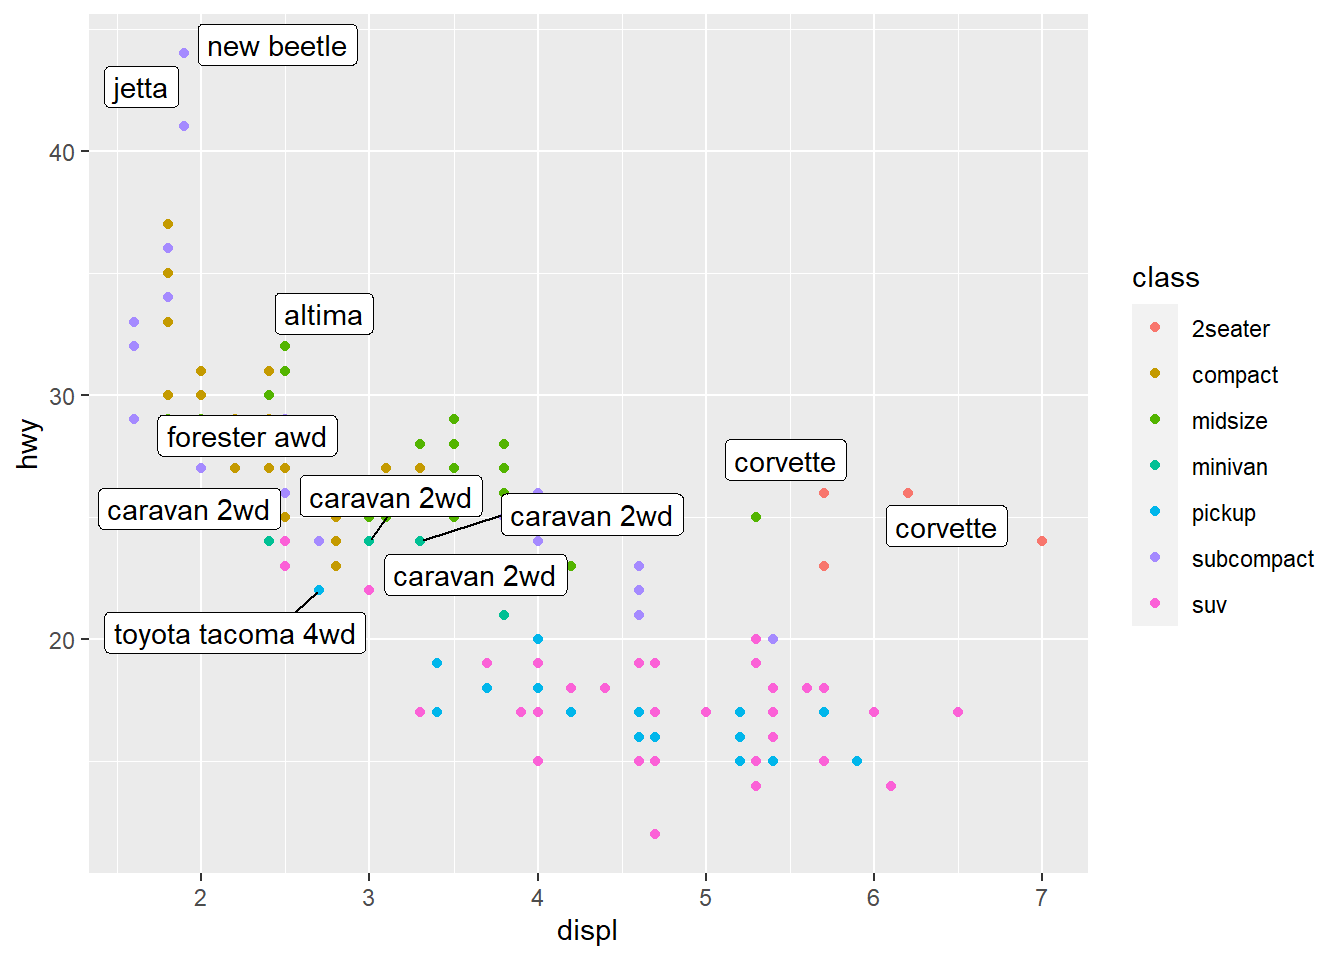 new beetle
jetta
40
altima
30
forester awd
hwy
corvette
caravan 2wd
caravan 2wd
caravan 2wd
corvette
caravan 2wd
toyota tacoma 4wd
20
2
3
4
5
6
7
displ
class
2seater
compact
midsize
minivan
pickup
subcompact
suv